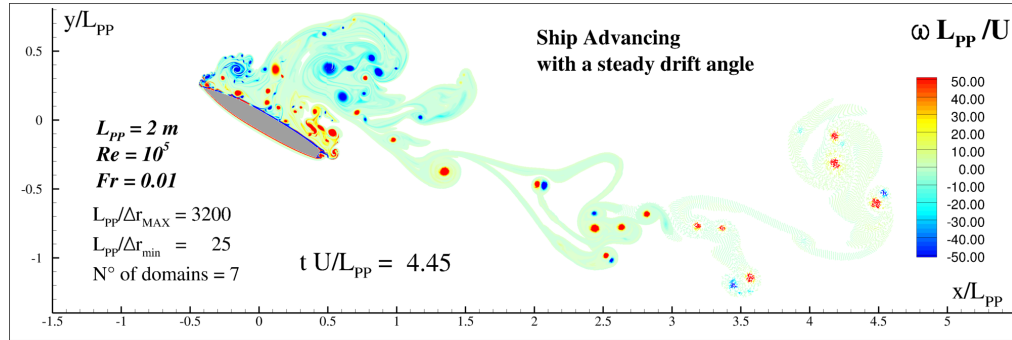 y/L_PP
Ship Advancing
with a steady drift angle
ω L_PP /U
L_PP = 2 m
Re = 10^5
Fr = 0.01
L_PP/Δr_MAX = 3200
L_PP/Δr_min = 25
N° of domains = 7
t U/L_PP = 4.45
50.00
40.00
30.00
20.00
10.00
0.00
-10.00
-20.00
-30.00
-40.00
-50.00
x/L_PP
0.5
0
-0.5
-1
-1.5 -1 -0.5 0 0.5 1 1.5 2 2.5 3 3.5 4 4.5 5